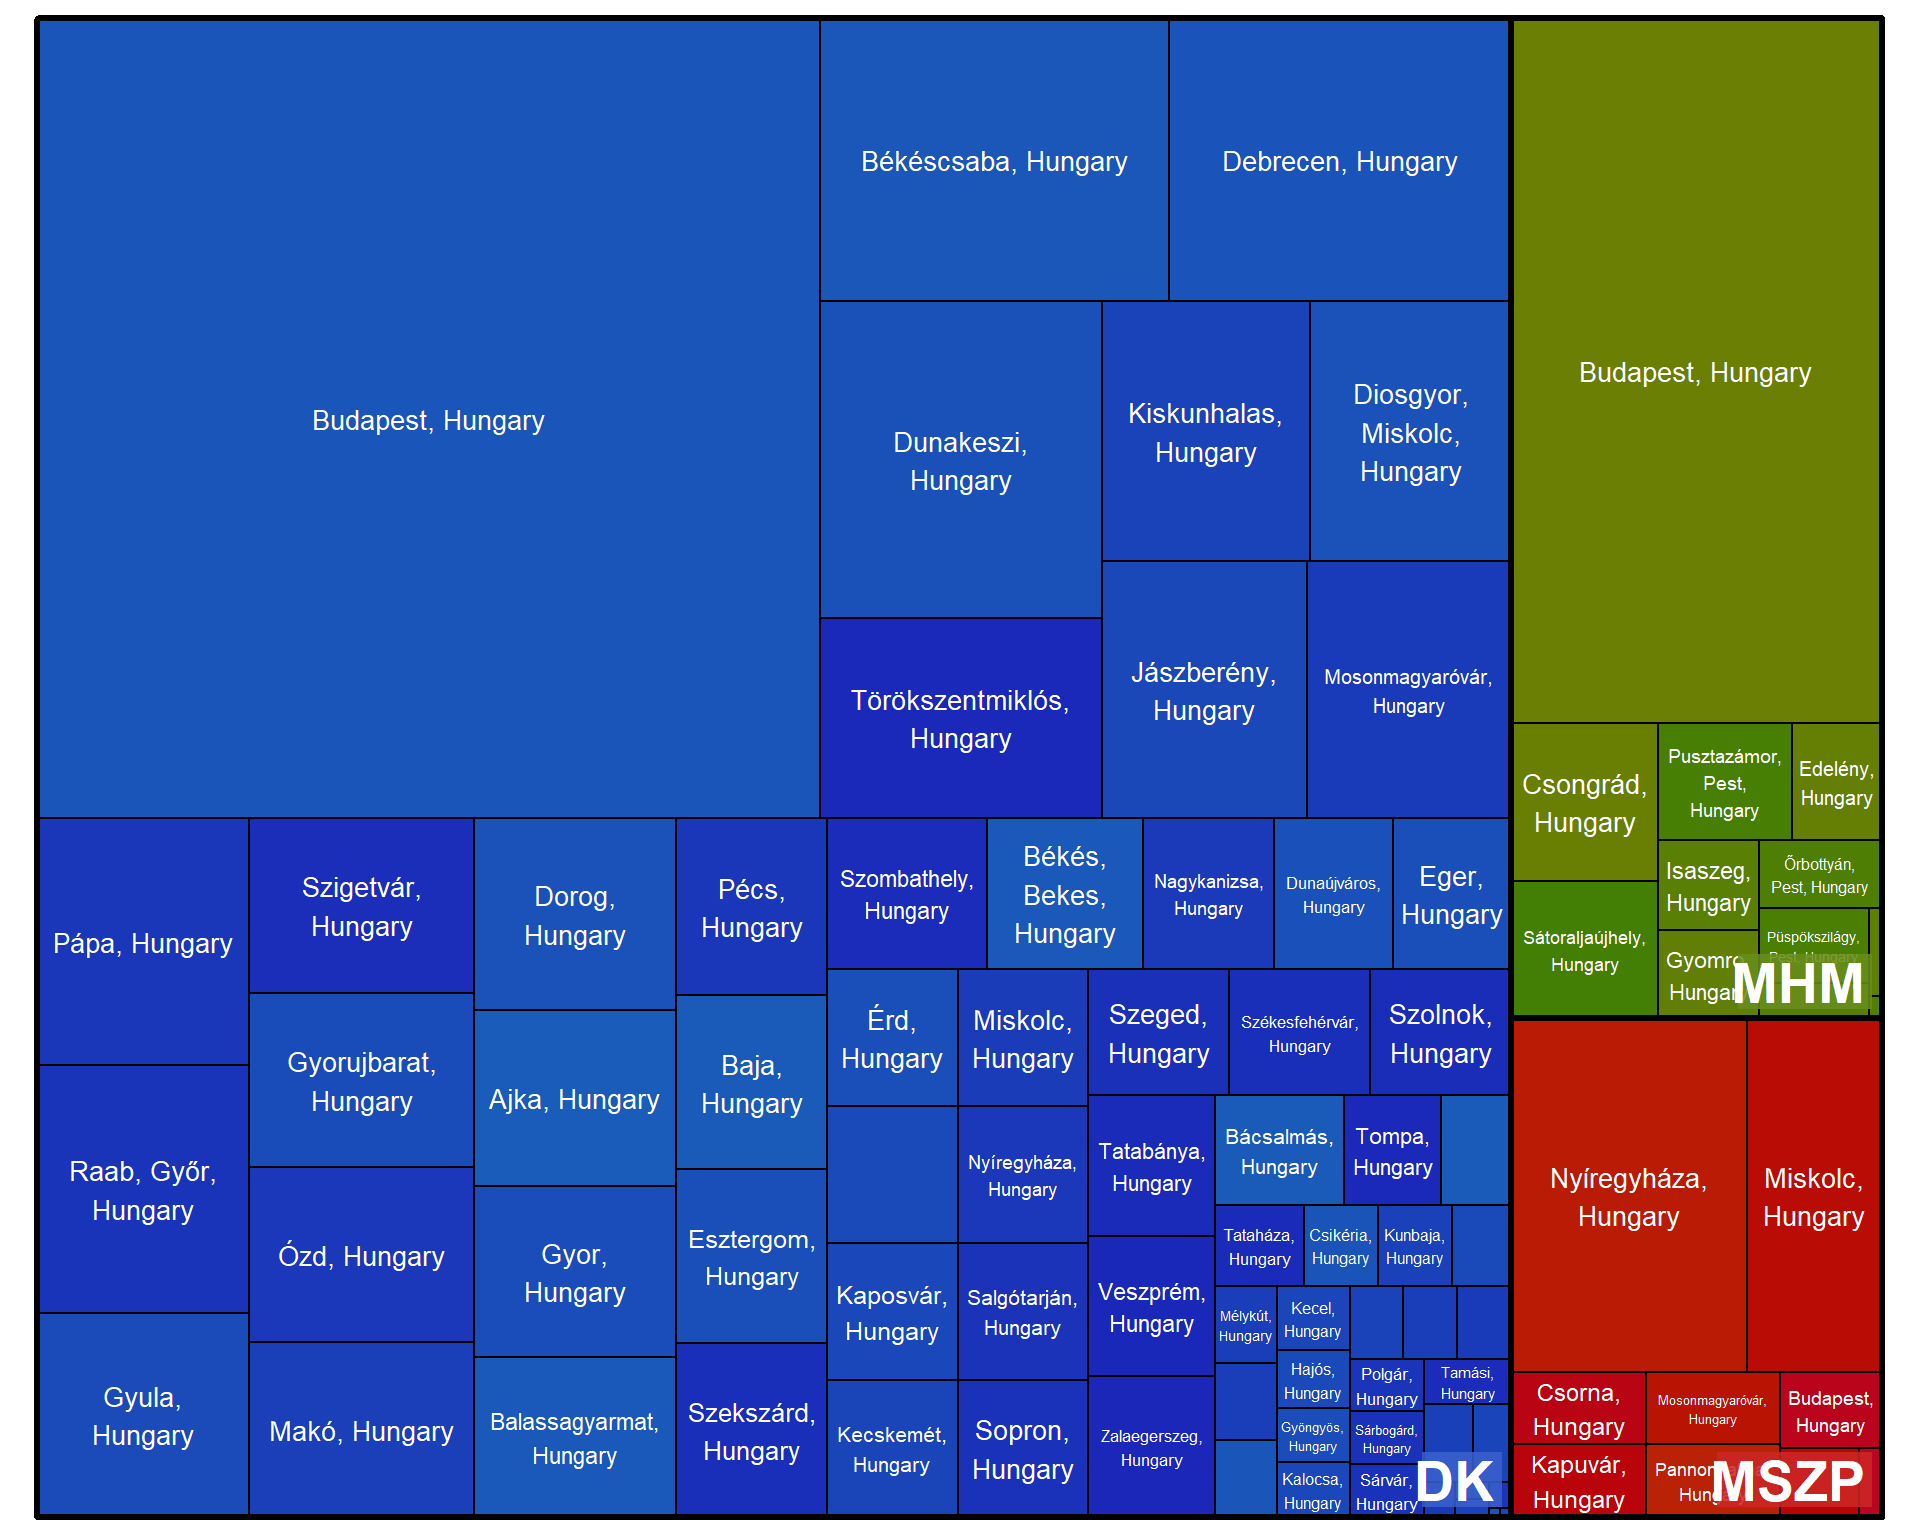 Budapest, Hungary
Békéscsaba, Hungary
Debrecen, Hungary
Dunakeszi,
Hungary
Kiskunhalas,
Hungary
Diosgyor,
Miskolc,
Hungary
Törökszentmiklós,
Hungary
Jászberény,
Hungary
Mosonmagyaróvár,
Hungary
Pápa, Hungary
Raab, Győr,
Hungary
Gyula,
Hungary
Szigetvár,
Hungary
Gyorujbarat,
Hungary
Ózd, Hungary
Makó, Hungary
Dorog,
Hungary
Ajka, Hungary
Gyor,
Hungary
Balassagyarmat,
Hungary
Pécs,
Hungary
Baja,
Hungary
Esztergom,
Hungary
Szekszárd,
Hungary
Szombathely,
Hungary
Békés,
Bekes,
Hungary
Nagykanizsa,
Hungary
Dunaújváros,
Hungary
Eger,
Hungary
Érd,
Hungary
Kaposvár,
Hungary
Kecskemét,
Hungary
Miskolc,
Hungary
Nyíregyháza,
Hungary
Salgótarján,
Hungary
Sopron,
Hungary
Szeged,
Hungary
Székesfehérvár,
Hungary
Szolnok,
Hungary
Tatabánya,
Hungary
Veszprém,
Hungary
Zalaegerszeg,
Hungary
Bácsalmás,
Hungary
Tompa,
Hungary
Tataháza,
Hungary
Csikéria,
Hungary
Kunbaja,
Hungary
Mélykút,
Hungary
Kecel,
Hungary
Hajós,
Hungary
Gyöngyös,
Hungary
Kalocsa,
Hungary
Polgár,
Hungary
Sárbogárd,
Hungary
Sárvár,
Hungary
Tamási,
Hungary
DK
Budapest, Hungary
Csongrád,
Hungary
Sátoraljaújhely,
Hungary
Pusztazámor,
Pest,
Hungary
Edelény,
Hungary
Isaszeg,
Hungary
Gyomro
Hungary
Őrbottyán,
Pest, Hungary
Püspökszilágy,
Pest, Hungary
MHM
Nyíregyháza,
Hungary
Miskolc,
Hungary
Csorna,
Hungary
Kapuvár,
Hungary
Mosonmagyaróvár,
Hungary
Budapest,
Hungary
MSZP